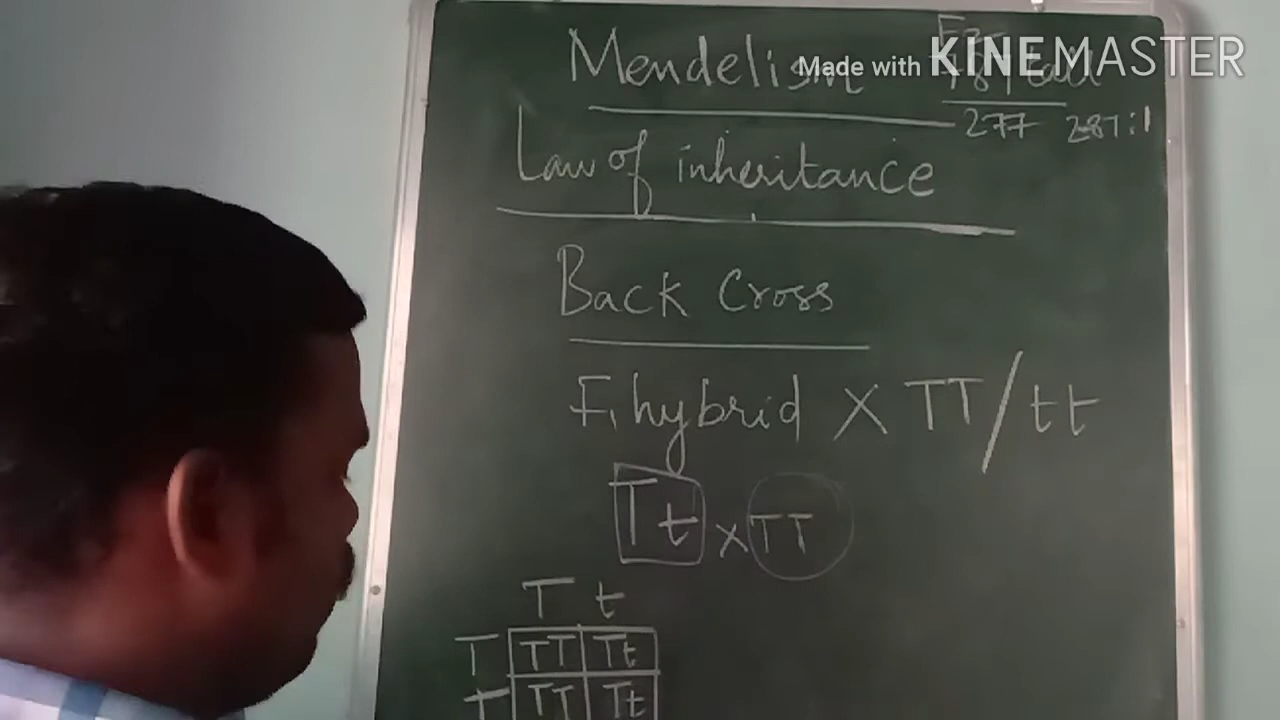 Mendelism
Made with KINEMASTER
277 287:1
Law of inheritance
Back Cross
F₁ hybrid X TT/tt
Tt x TT
T t
T TT Tt
T TT Tt